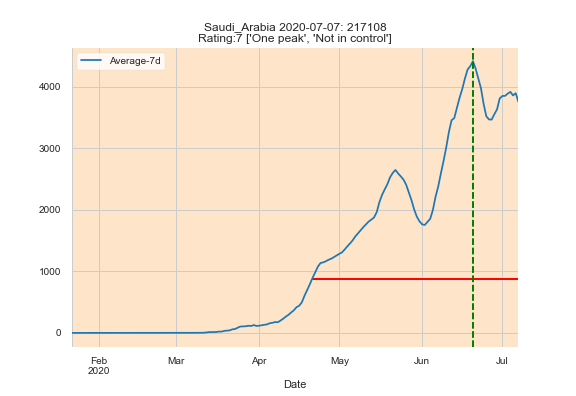 Saudi_Arabia 2020-07-07: 217108
Rating:7 ['One peak', 'Not in control']
Average-7d
4000
3000
2000
1000
0
Feb Mar Apr May Jun Jul
2020
Date